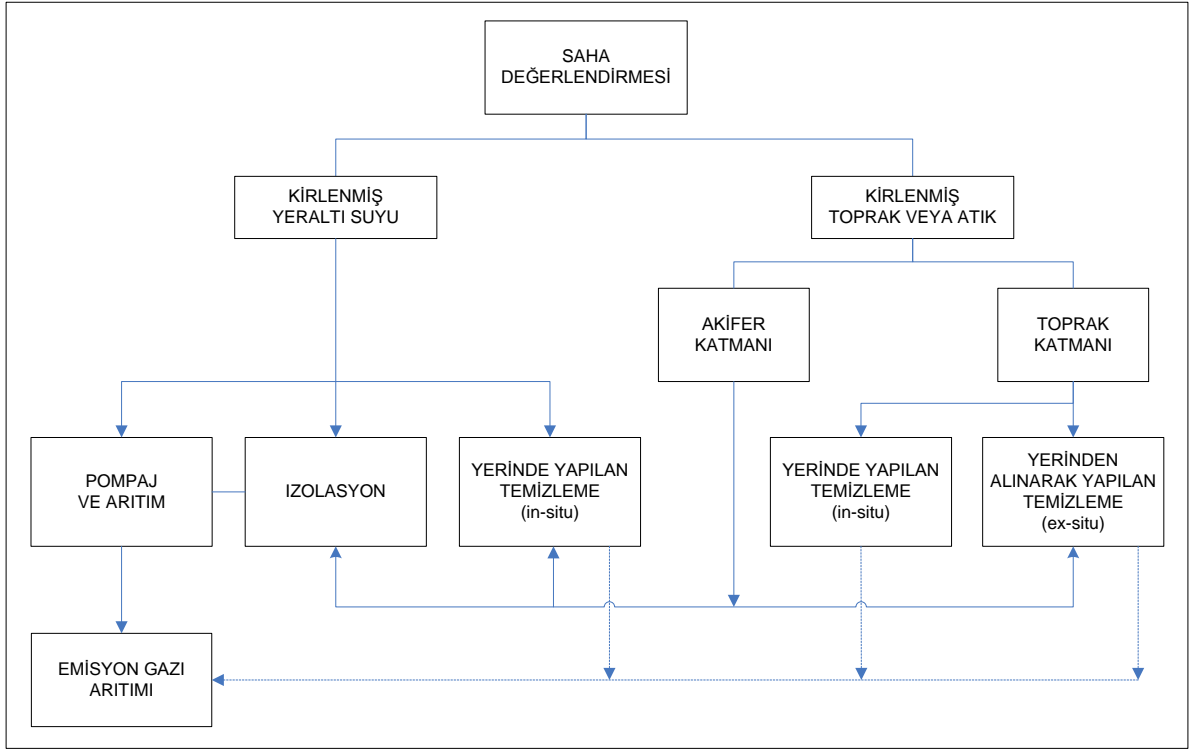 SAHA
DEĞERLENDİRMESİ
KİRLENMİŞ
YERALTI SUYU
KİRLENMİŞ
TOPRAK VEYA ATIK
AKİFER
KATMANI
TOPRAK
KATMANI
POMPAJ
VE ARITIM
IZOLASYON
YERİNDE YAPILAN
TEMİZLEME
(in-situ)
YERİNDE YAPILAN
TEMİZLEME
(in-situ)
YERİNDEN
ALINARAK YAPILAN
TEMİZLEME
(ex-situ)
EMİSYON GAZI
ARITIMI